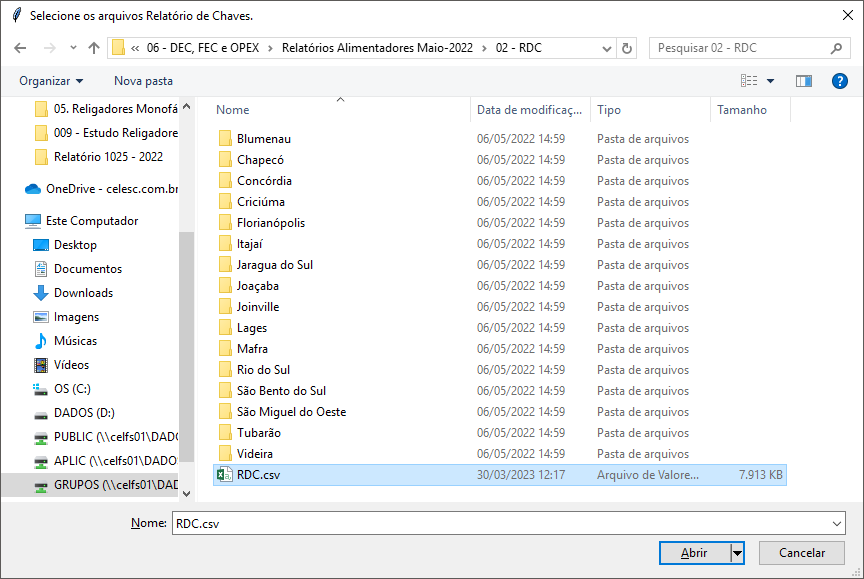 Selecione os arquivos Relatório de Chaves.
« 06 - DEC, FEC e OPEX › Relatórios Alimentadores Maio-2022 › 02 - RDC
Pesquisar 02 - RDC
Organizar Nova pasta
05. Religadores Monofá
009 - Estudo Religadore
Relatório 1025 - 2022
OneDrive - celesc.com.br
Este Computador
Desktop
Documentos
Downloads
Imagens
Músicas
Vídeos
OS (C:)
DADOS (D:)
PUBLIC (\\celfs01\DADO
APLIC (\\celfs01\DADO
GRUPOS (\\celfs01\DAD
Nome Data de modificaç... Tipo Tamanho
Blumenau 06/05/2022 14:59 Pasta de arquivos
Chapecó 06/05/2022 14:59 Pasta de arquivos
Concórdia 06/05/2022 14:59 Pasta de arquivos
Criciúma 06/05/2022 14:59 Pasta de arquivos
Florianópolis 06/05/2022 14:59 Pasta de arquivos
Itajaí 06/05/2022 14:59 Pasta de arquivos
Jaragua do Sul 06/05/2022 14:59 Pasta de arquivos
Joaçaba 06/05/2022 14:59 Pasta de arquivos
Joinville 06/05/2022 14:59 Pasta de arquivos
Lages 06/05/2022 14:59 Pasta de arquivos
Mafra 06/05/2022 14:59 Pasta de arquivos
Rio do Sul 06/05/2022 14:59 Pasta de arquivos
São Bento do Sul 06/05/2022 14:59 Pasta de arquivos
São Miguel do Oeste 06/05/2022 14:59 Pasta de arquivos
Tubarão 06/05/2022 14:59 Pasta de arquivos
Videira 06/05/2022 14:59 Pasta de arquivos
RDC.csv 30/03/2023 12:17 Arquivo de Valore... 7.913 KB
Nome: RDC.csv
Abrir Cancelar